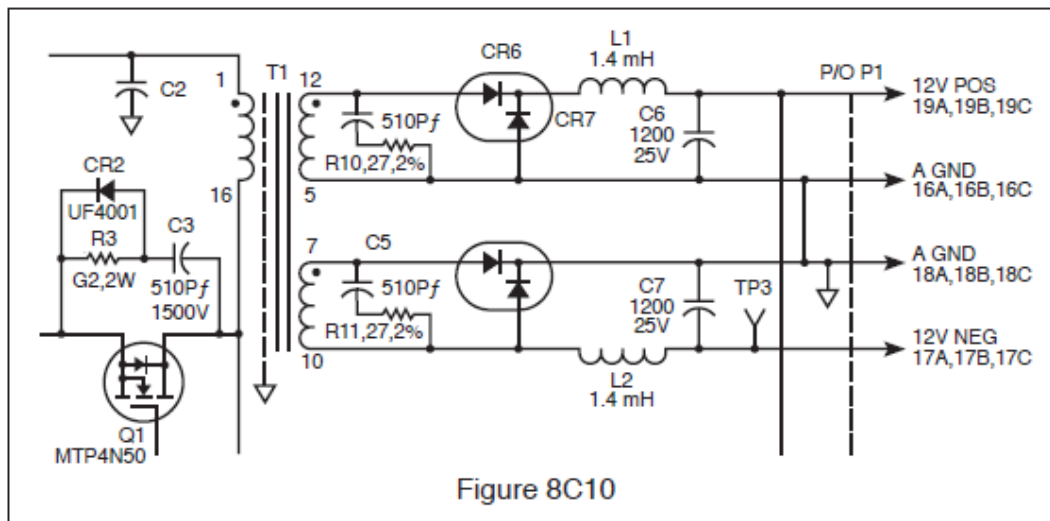 L1
1.4 mH
CR6
P/O P1
1
T1
12
12V POS
19A,19B,19C
C2
510Pƒ
CR7
C6
1200
25V
R10,27,2%
CR2
16
5
A GND
16A,16B,16C
UF4001
C3
R3
7
C5
A GND
18A,18B,18C
G2,2W
510Pƒ
1500V
510Pƒ
C7
1200
25V
TP3
R11,27,2%
10
12V NEG
17A,17B,17C
L2
1.4 mH
Q1
MTP4N50
Figure 8C10